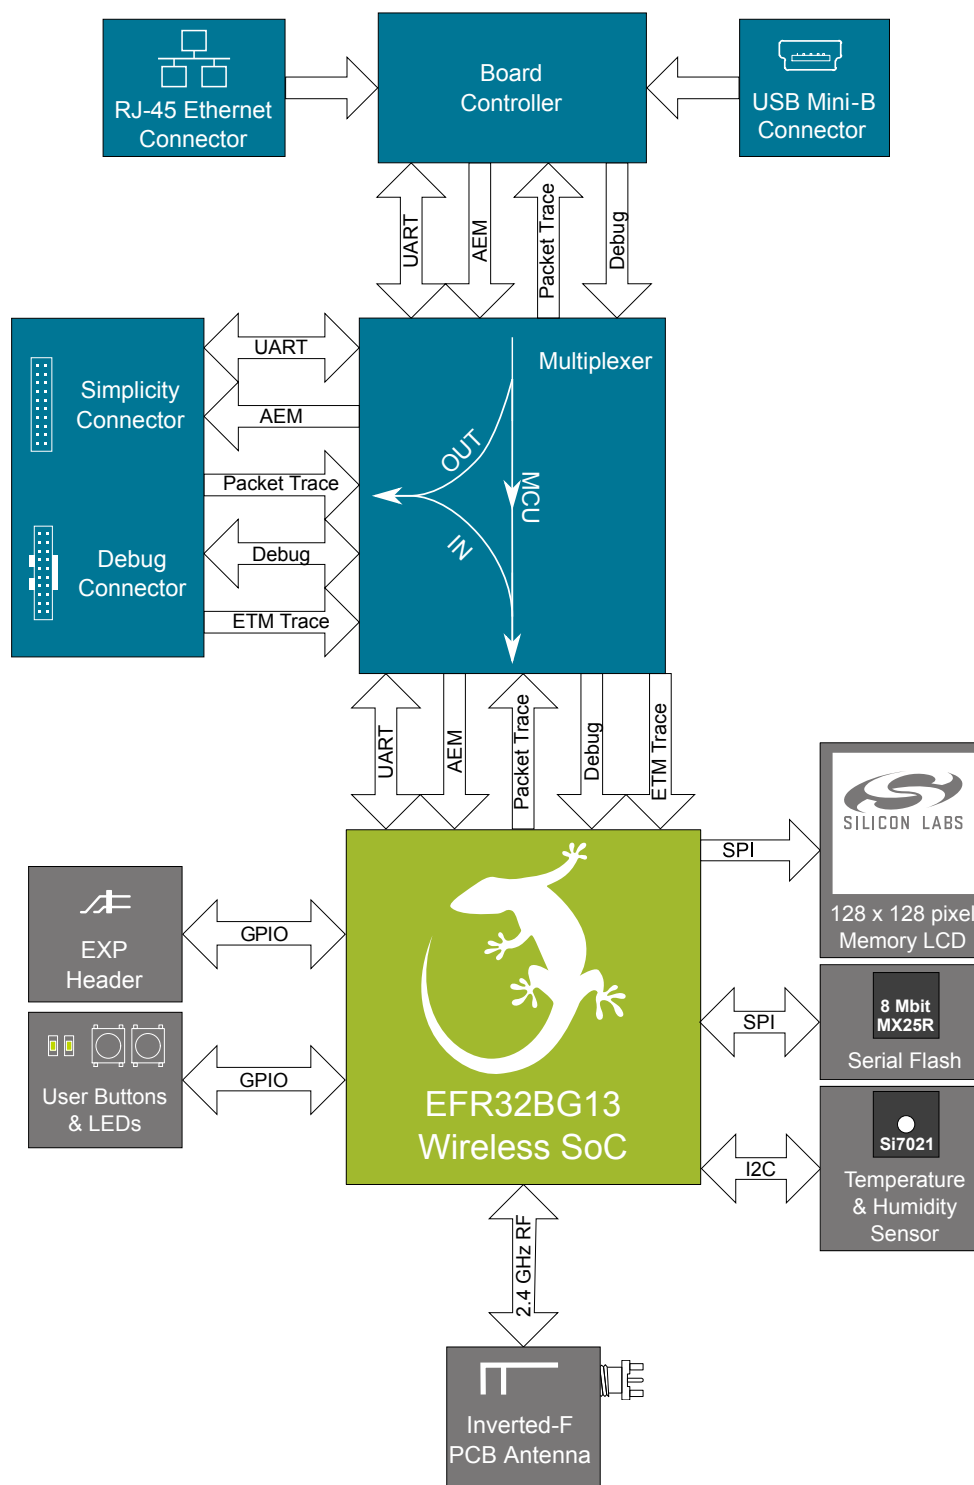 RJ-45 Ethernet
Connector
Board
Controller
USB Mini-B
Connector
UART
AEM
Packet Trace
Debug
Simplicity
Connector
Debug
Connector
UART
AEM
Packet Trace
Debug
ETM Trace
Multiplexer
OUT
MCU
IN
UART
AEM
Packet Trace
Debug
ETM Trace
EXP
Header
GPIO
User Buttons
& LEDs
GPIO
EFR32BG13
Wireless SoC
SPI
SILICON LABS
128 x 128 pixel
Memory LCD
SPI
8 Mbit
MX25R
Serial Flash
I2C
Si7021
Temperature
& Humidity
Sensor
2.4 GHz RF
Inverted-F
PCB Antenna